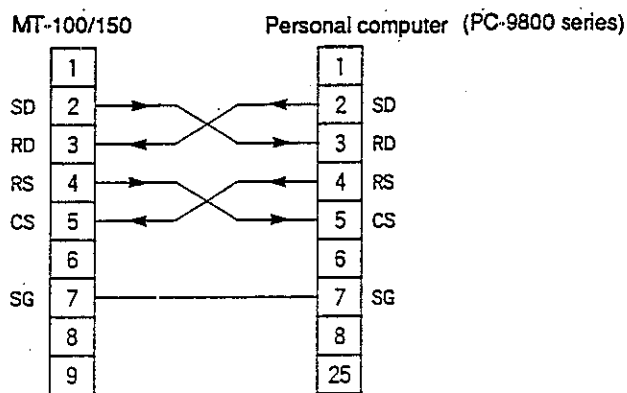 MT-100/150 Personal computer (PC-9800 series)
1 1
SD 2 2 SD
RD 3 3 RD
RS 4 4 RS
CS 5 5 CS
6 6
SG 7 7 SG
8 8
9 25